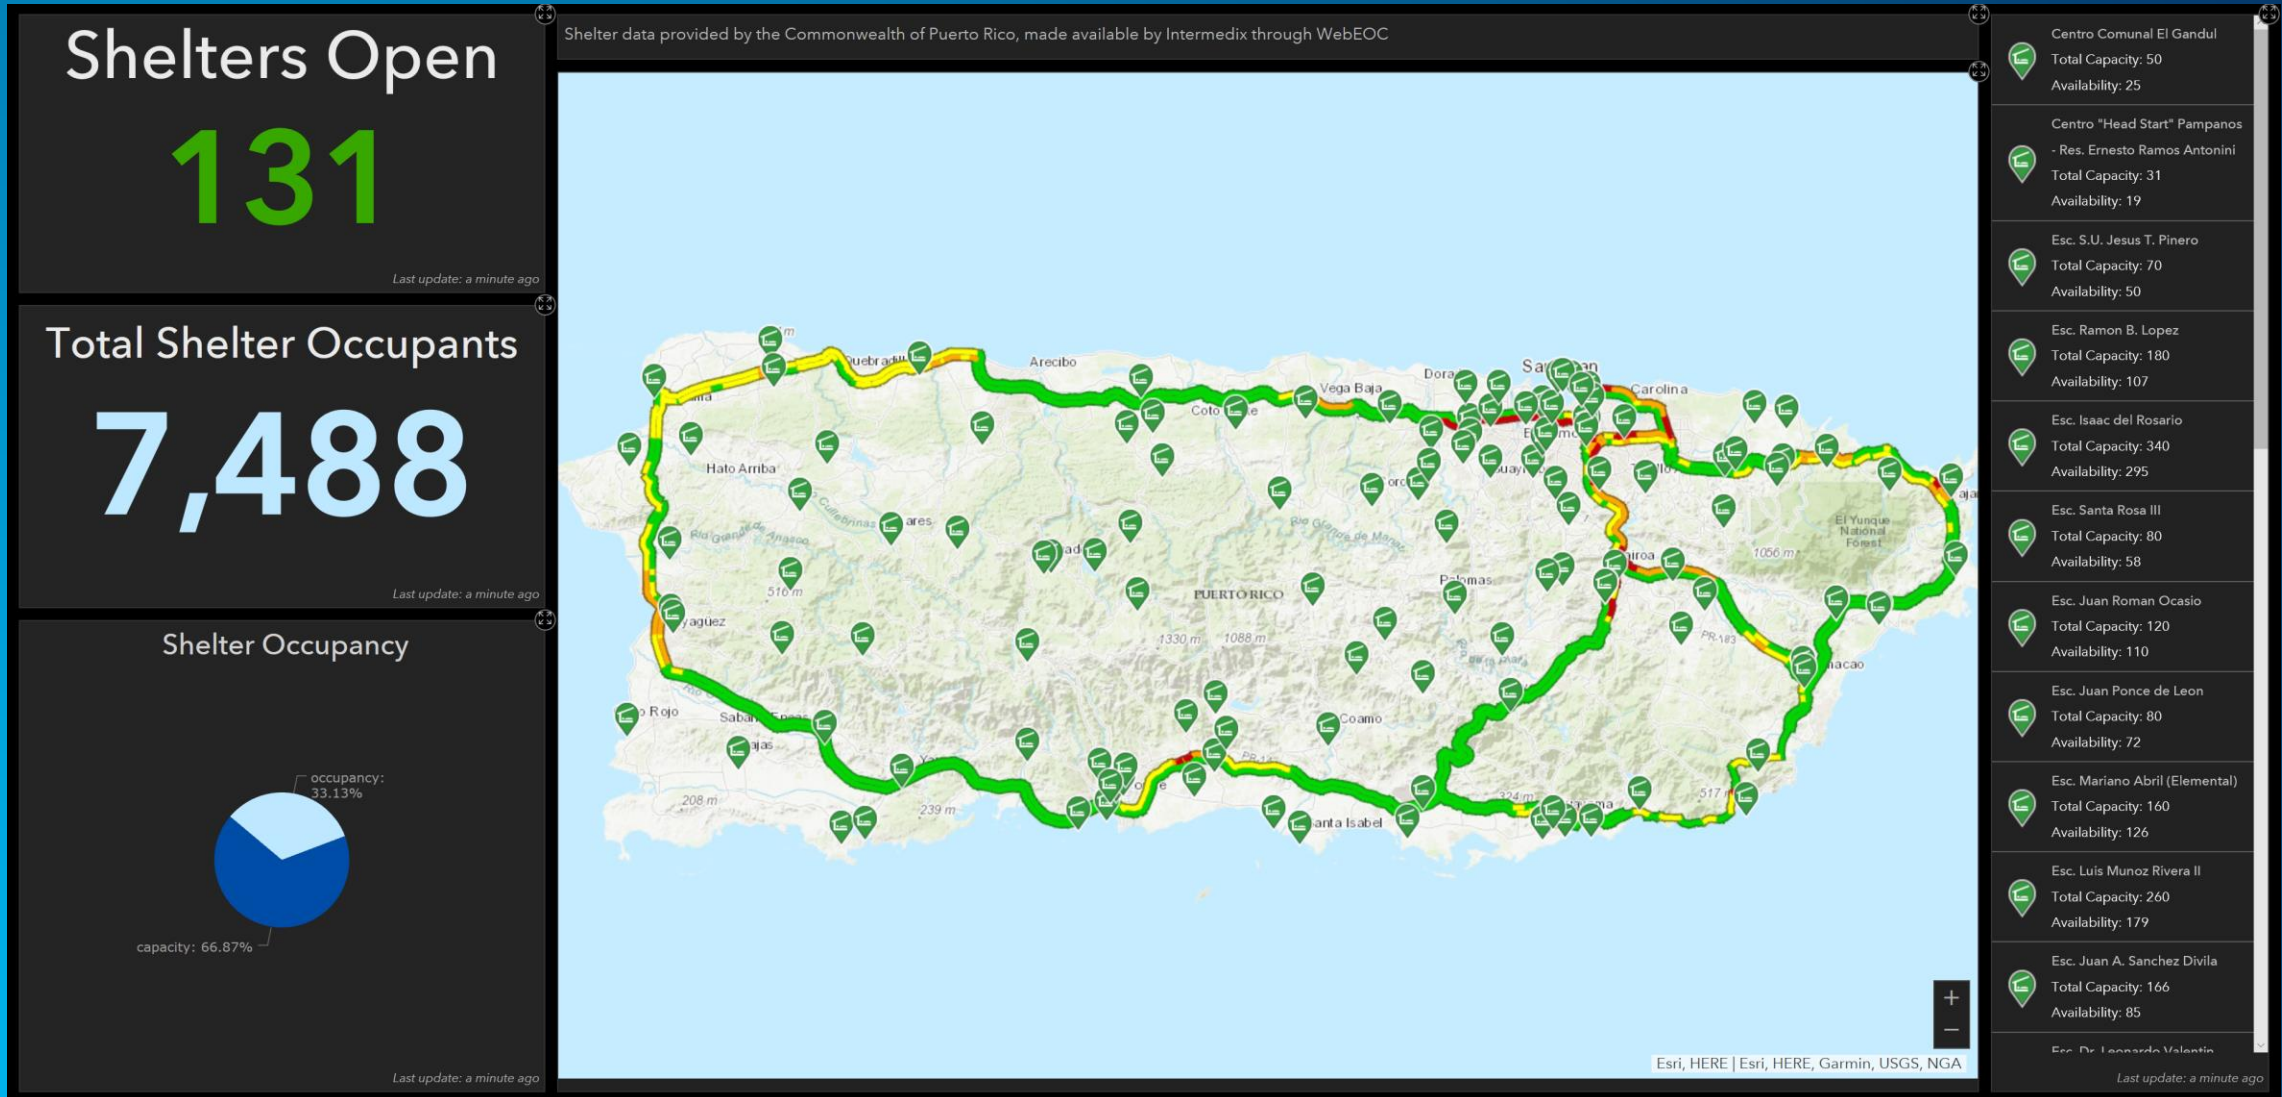 Shelters Open
131
Last update: a minute ago
Total Shelter Occupants
7,488
Last update: a minute ago
Shelter Occupancy
occupancy:
33.13%
capacity: 66.87%
Last update: a minute ago
Shelter data provided by the Commonwealth of Puerto Rico, made available by Intermedix through WebEOC
Arecibo
Vega Baja
Carolina
Hato Arriba
El Yunque
National
Forest
1056 m
516 m
PUERTO RICO
1330 m
1088 m
PR-183
Coamo
208 m
239 m
324 m
+
−
Esri, HERE | Esri, HERE, Garmin, USGS, NGA
Centro Comunal El Gandul
Total Capacity: 50
Availability: 25
Centro "Head Start" Pampanos
- Res. Ernesto Ramos Antonini
Total Capacity: 31
Availability: 19
Esc. S.U. Jesus T. Pinero
Total Capacity: 70
Availability: 50
Esc. Ramon B. Lopez
Total Capacity: 180
Availability: 107
Esc. Isaac del Rosario
Total Capacity: 340
Availability: 295
Esc. Santa Rosa III
Total Capacity: 80
Availability: 58
Esc. Juan Roman Ocasio
Total Capacity: 120
Availability: 110
Esc. Juan Ponce de Leon
Total Capacity: 80
Availability: 72
Esc. Mariano Abril (Elemental)
Total Capacity: 160
Availability: 126
Esc. Luis Munoz Rivera II
Total Capacity: 260
Availability: 179
Esc. Juan A. Sanchez Divila
Total Capacity: 166
Availability: 85
Esc. Dr. Leonardo Valentin
Last update: a minute ago